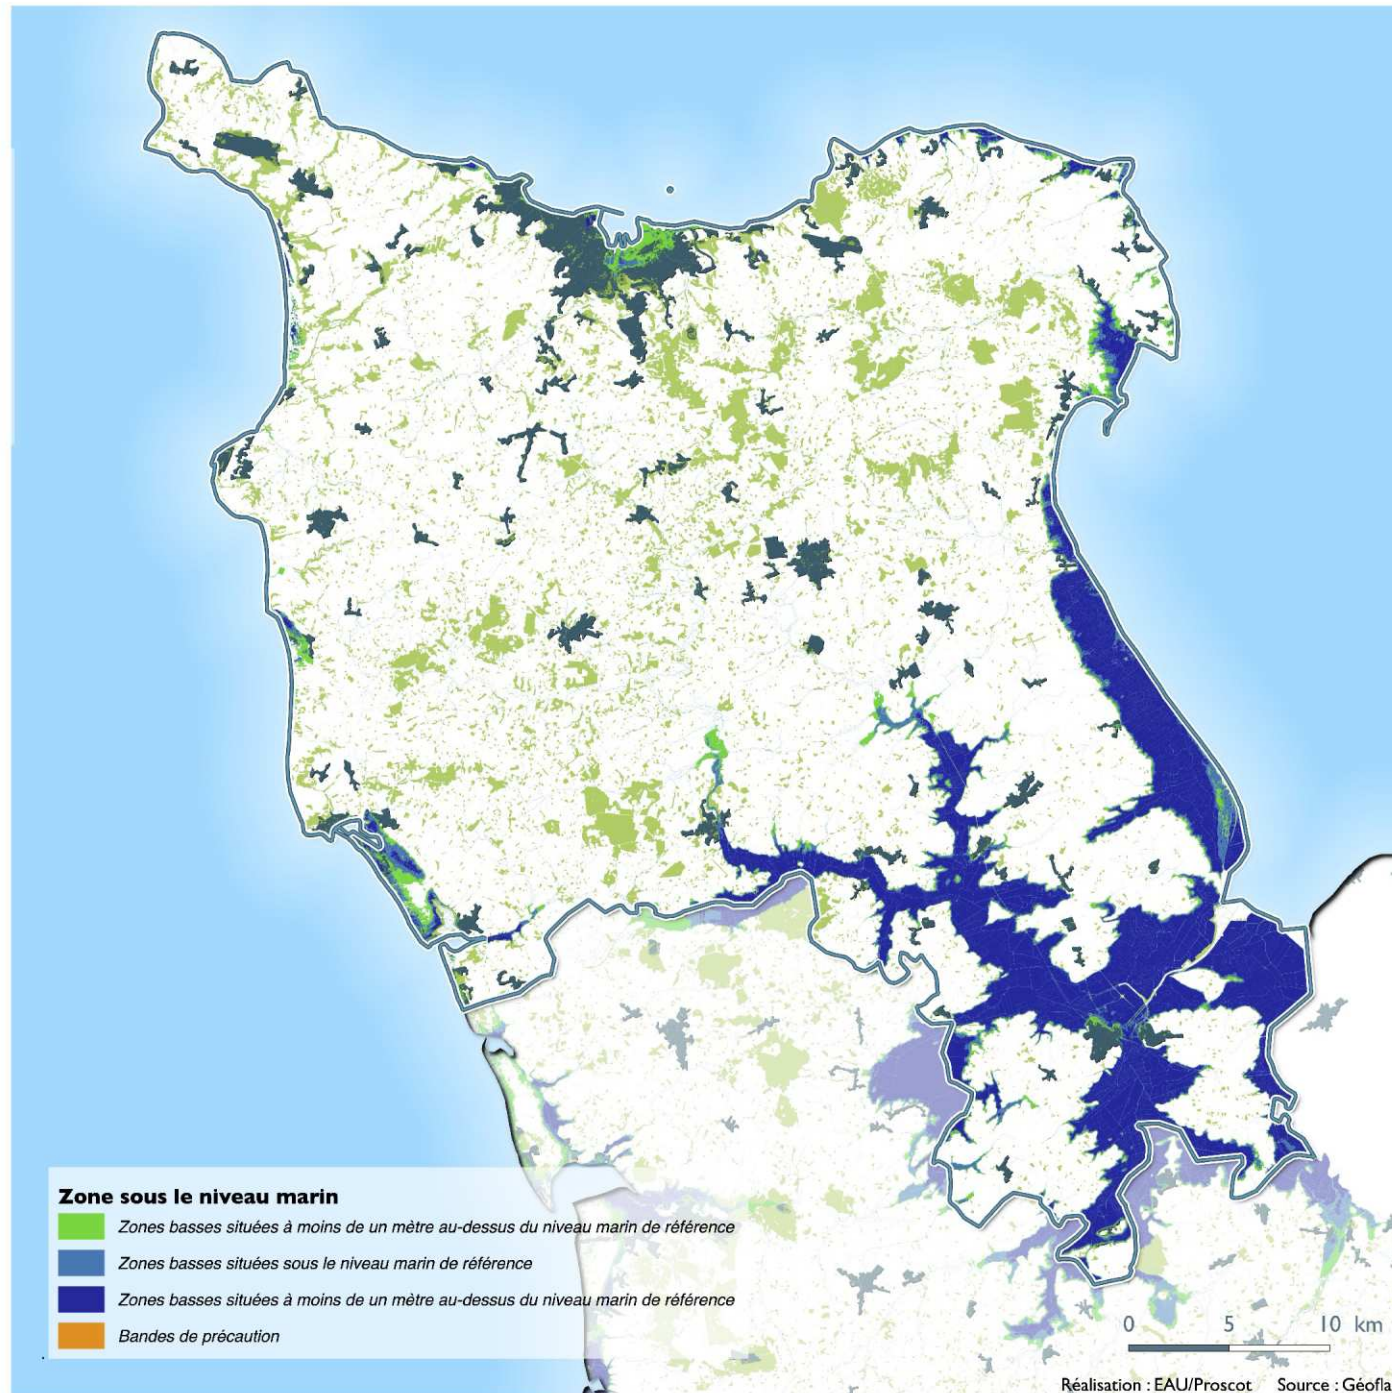 Zone sous le niveau marin
Zones basses situées à moins de un mètre au-dessus du niveau marin de référence
Zones basses situées sous le niveau marin de référence
Zones basses situées à moins de un mètre au-dessus du niveau marin de référence
Bandes de précaution
0 5 10 km
Réalisation : EAU/Proscot Source : Géofla